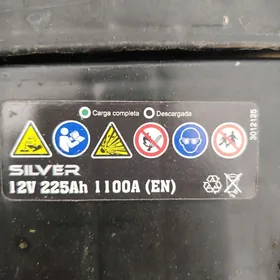 Carga completa Descargada
3012125
SILVER
12V 225Ah 1100A (EN)